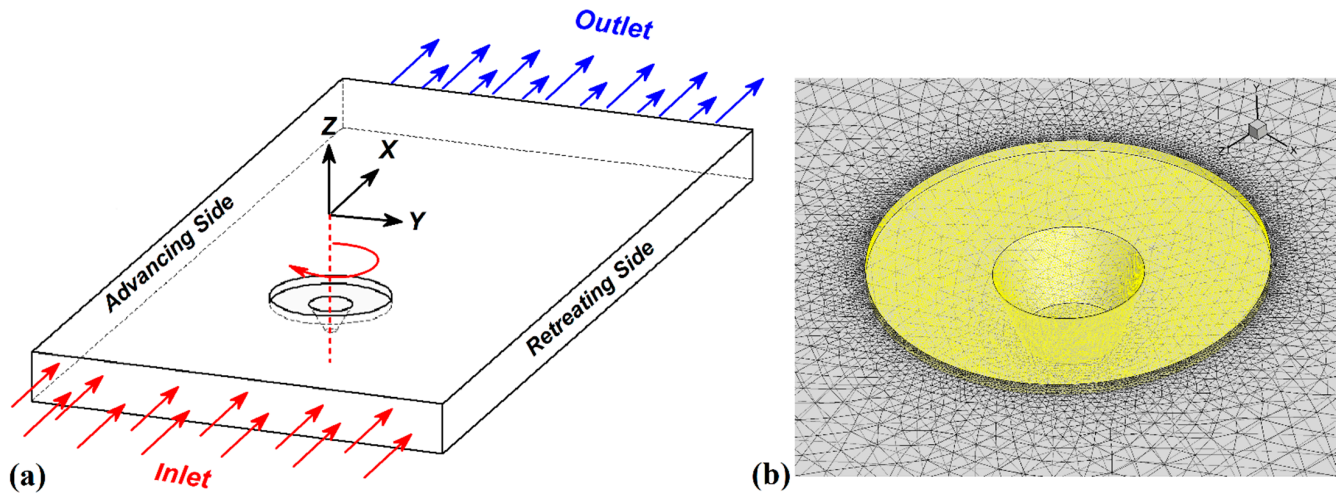 Outlet
Z
X
Y
Advancing Side
Retreating Side
Inlet
(a)
Y
Z
X
(b)